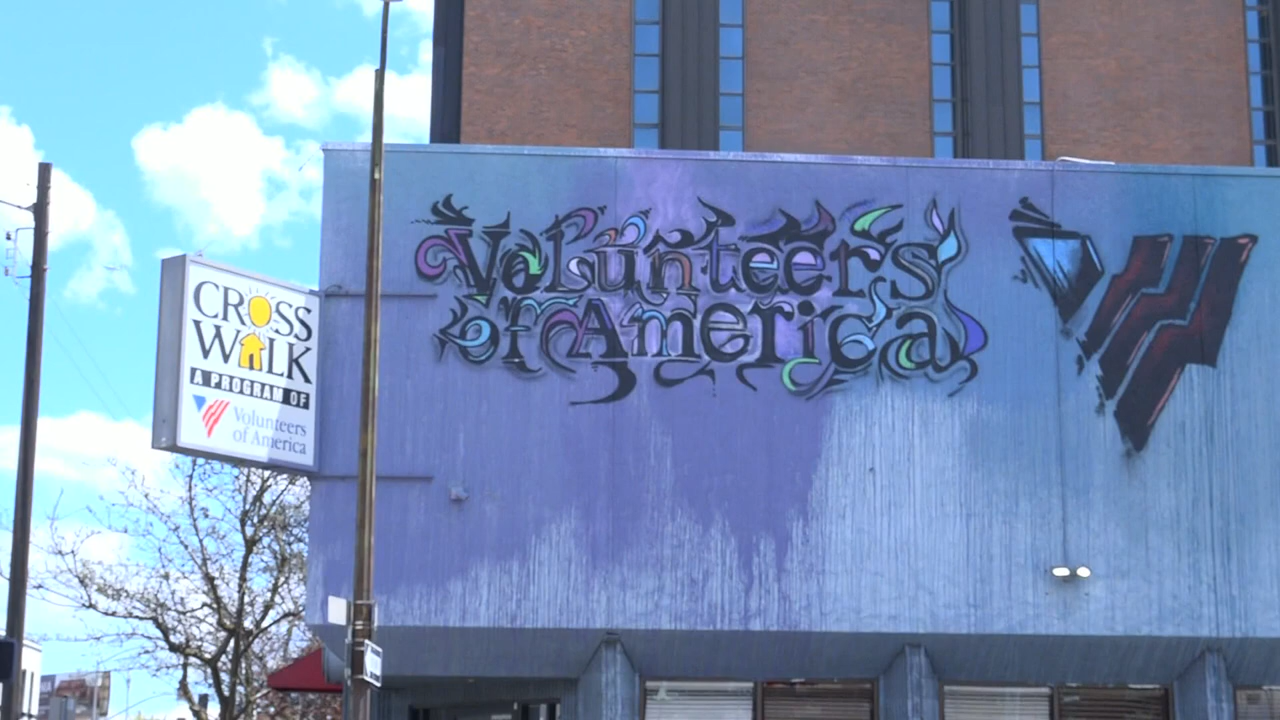 CROSS
WALK
A PROGRAM OF
Volunteers
of America
Volunteers
of America